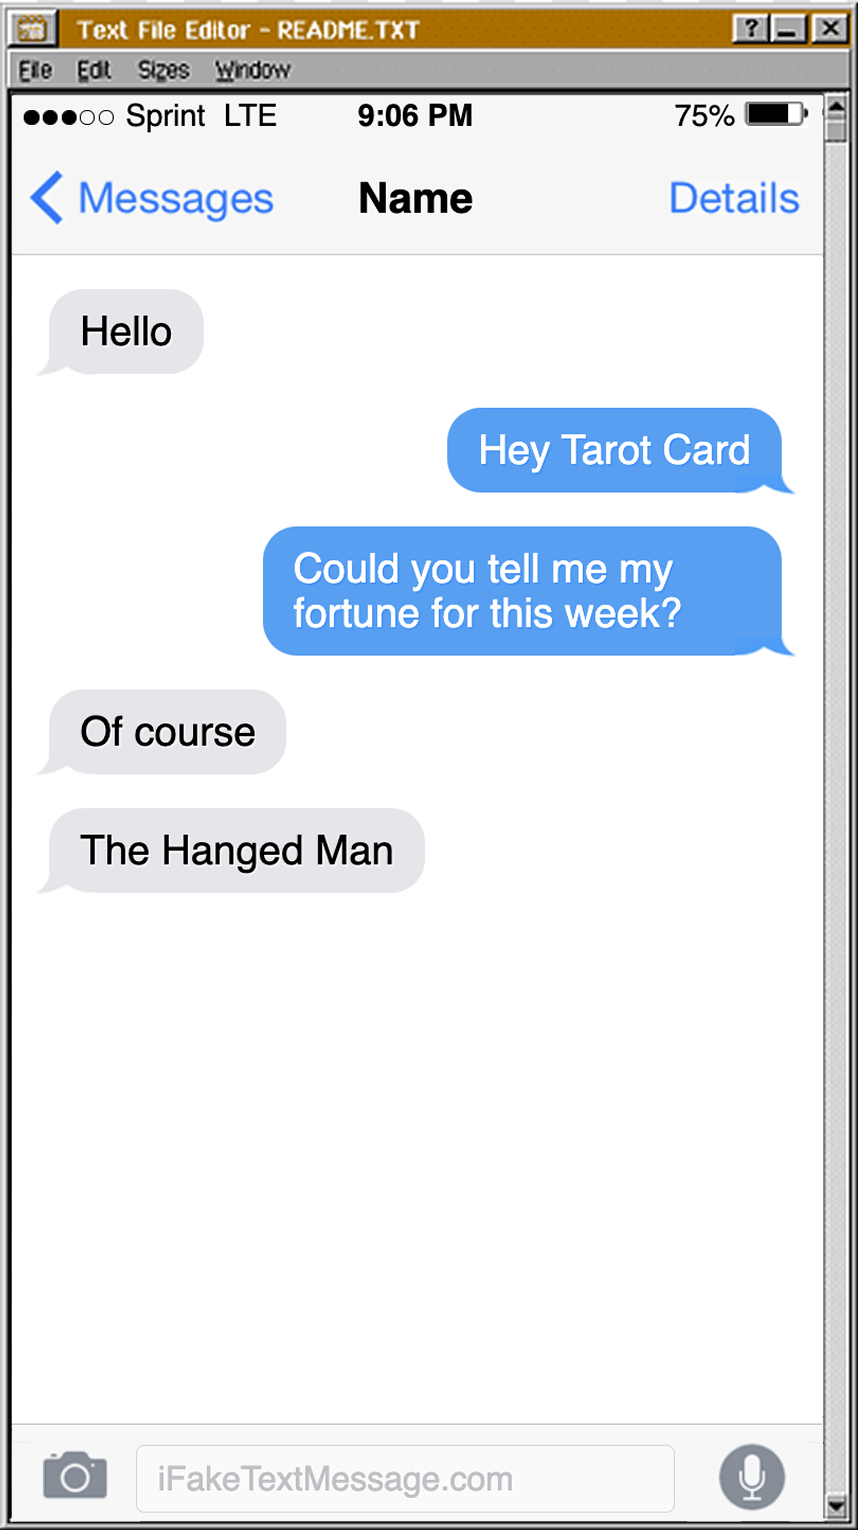 Text File Editor - README.TXT
?
File Edit Sizes Window
Sprint LTE 9:06 PM 75%
Messages Name Details
Hello
Hey Tarot Card
Could you tell me my
fortune for this week?
Of course
The Hanged Man
iFakeTextMessage.com